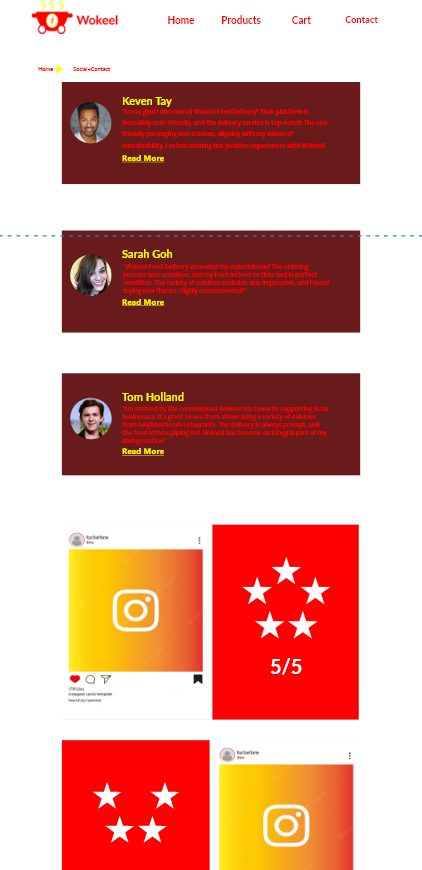 Wokeel
Home Products Cart Contact
Home Social+Contact
Keven Tay
"I'm so glad I discovered Wokeel Food Delivery! Their platform is
incredibly user-friendly, and the delivery service is top-notch. The eco-
friendly packaging was a bonus, aligning with my values of
sustainability. I've had nothing but positive experiences with Wokeel!
Read More
Sarah Goh
"Wokeel Food Delivery exceeded my expectations! The ordering
process was seamless, and my food arrived on time and in perfect
condition. The variety of cuisines available was impressive, and I loved
trying new flavors. Highly recommended!"
Read More
Tom Holland
"I'm amazed by the commitment Wokeel has towards supporting local
businesses. It's great to see them showcasing a variety of cuisines
from neighborhood restaurants. The delivery is always prompt, and
the food arrives piping hot. Wokeel has become an integral part of my
dining routine!"
Read More
YourUserName
5/5
Instagram vector template
View All 100 Comments
YourUserName